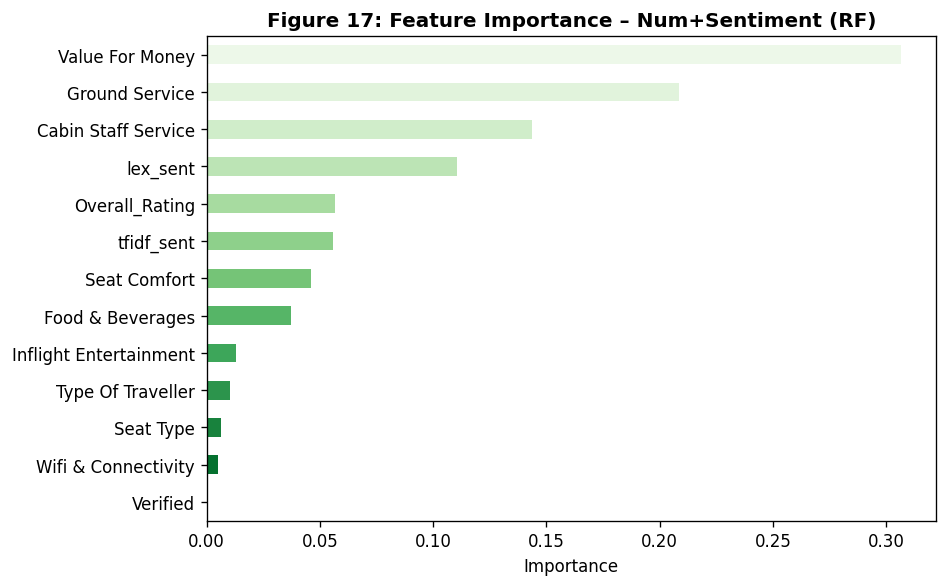 Figure 17: Feature Importance – Num+Sentiment (RF)
Value For Money
Ground Service
Cabin Staff Service
lex_sent
Overall_Rating
tfidf_sent
Seat Comfort
Food & Beverages
Inflight Entertainment
Type Of Traveller
Seat Type
Wifi & Connectivity
Verified
0.00 0.05 0.10 0.15 0.20 0.25 0.30
Importance